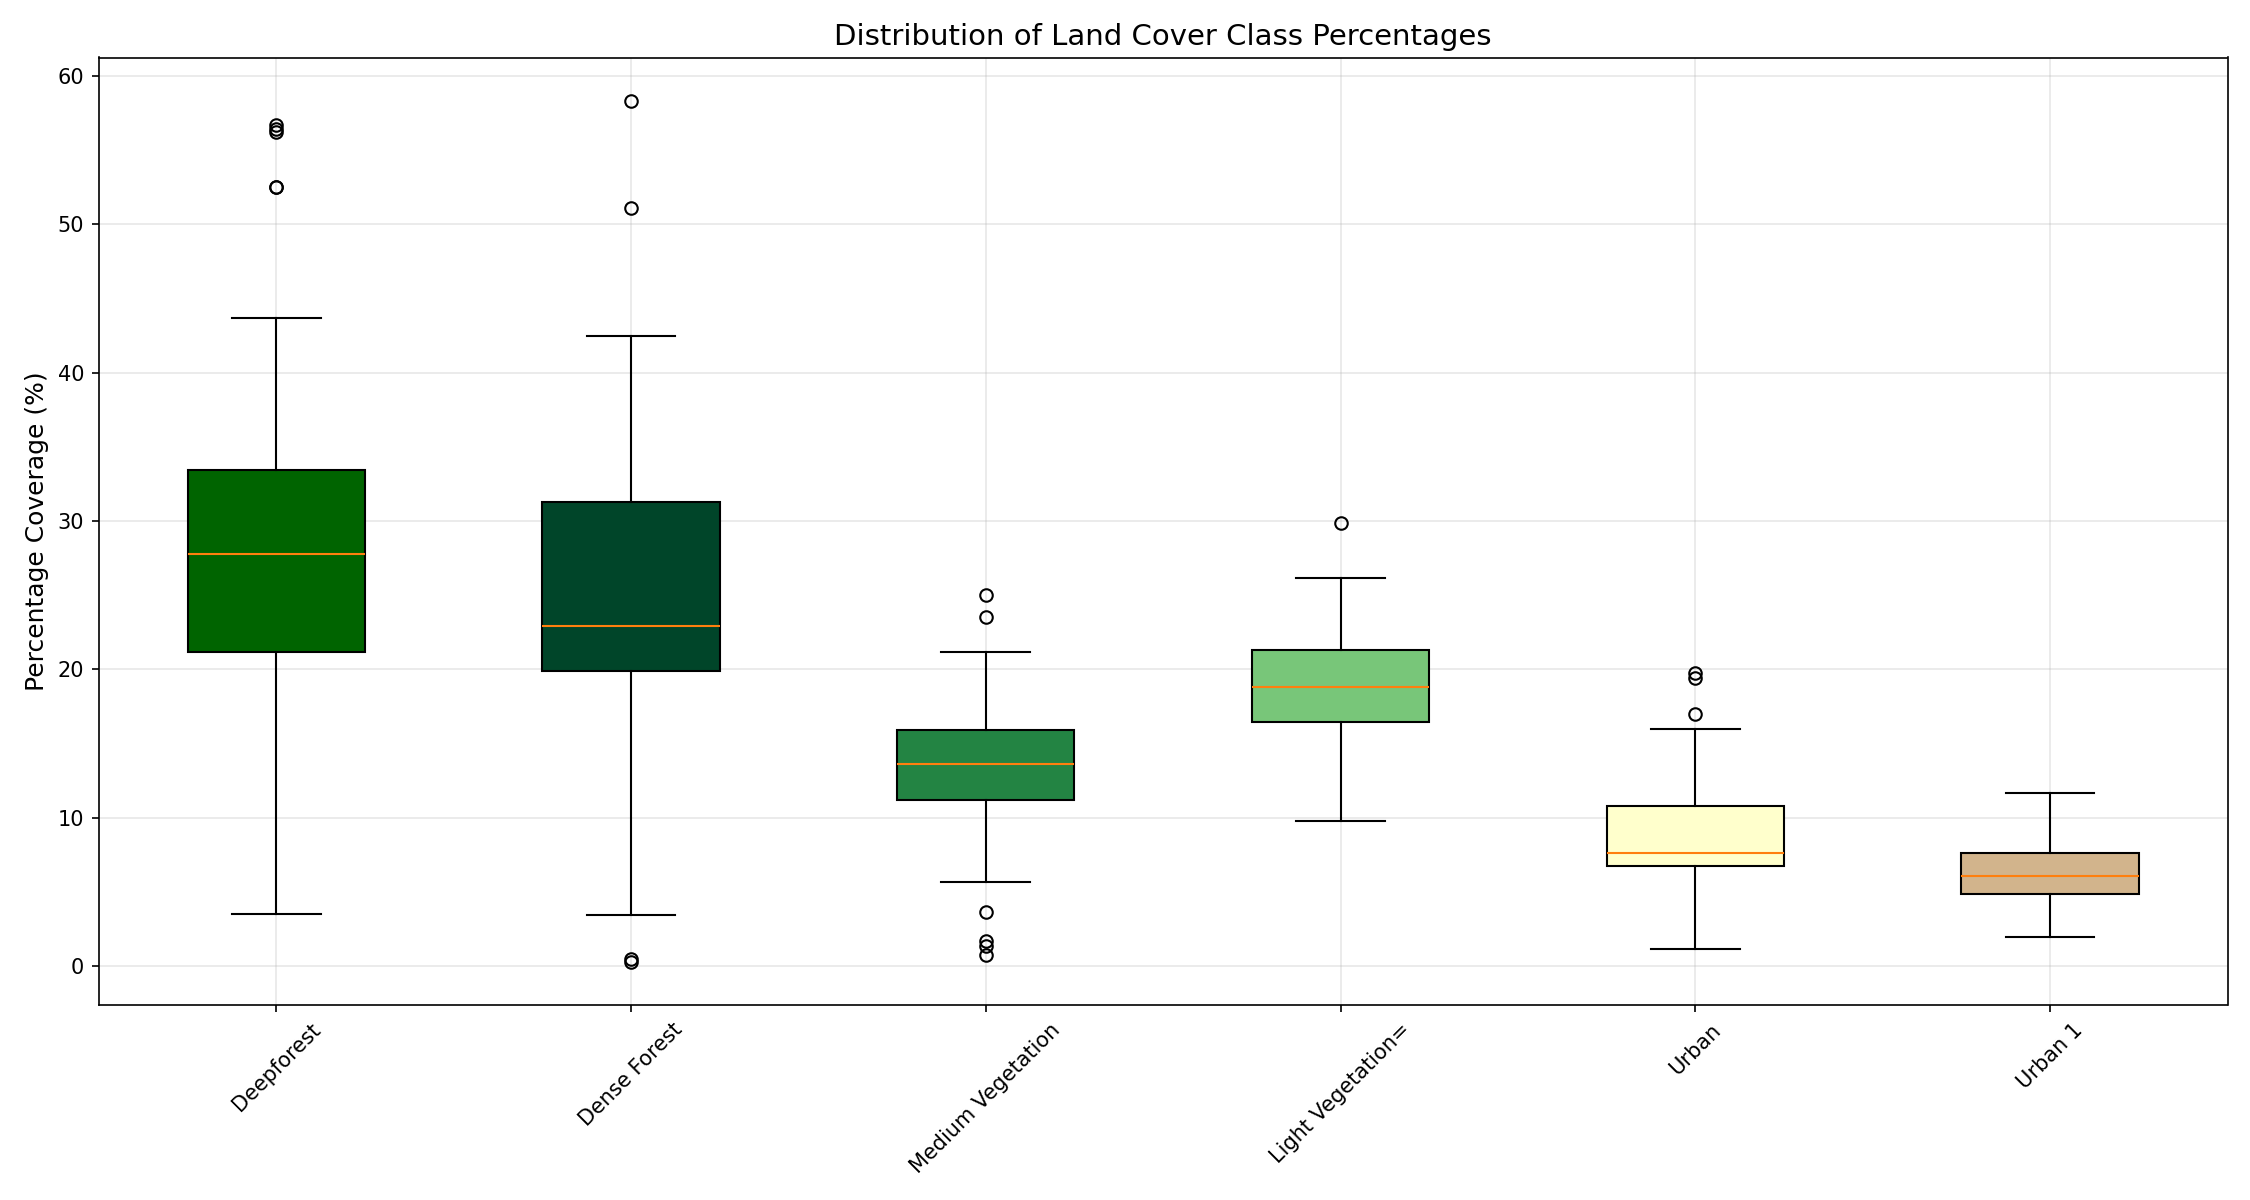 Distribution of Land Cover Class Percentages
Percentage Coverage (%)
60
50
40
30
20
10
0
Deepforest
Dense Forest
Medium Vegetation
Light Vegetation=
Urban
Urban 1